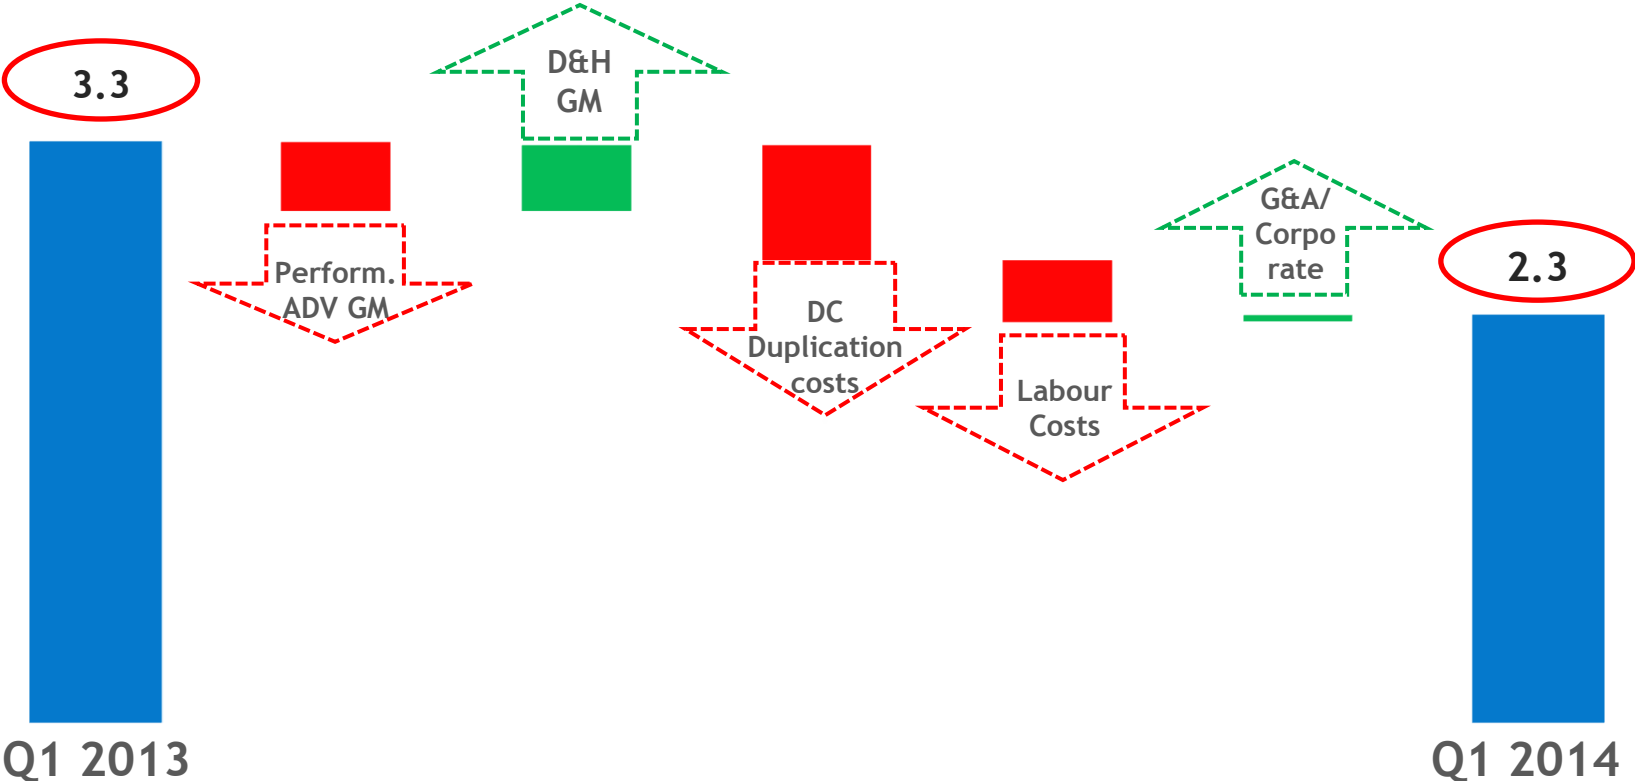 3.3
Perform.
ADV GM
D&H
GM
DC
Duplication
costs
Labour
Costs
G&A/
Corpo
rate
2.3
Q1 2013
Q1 2014